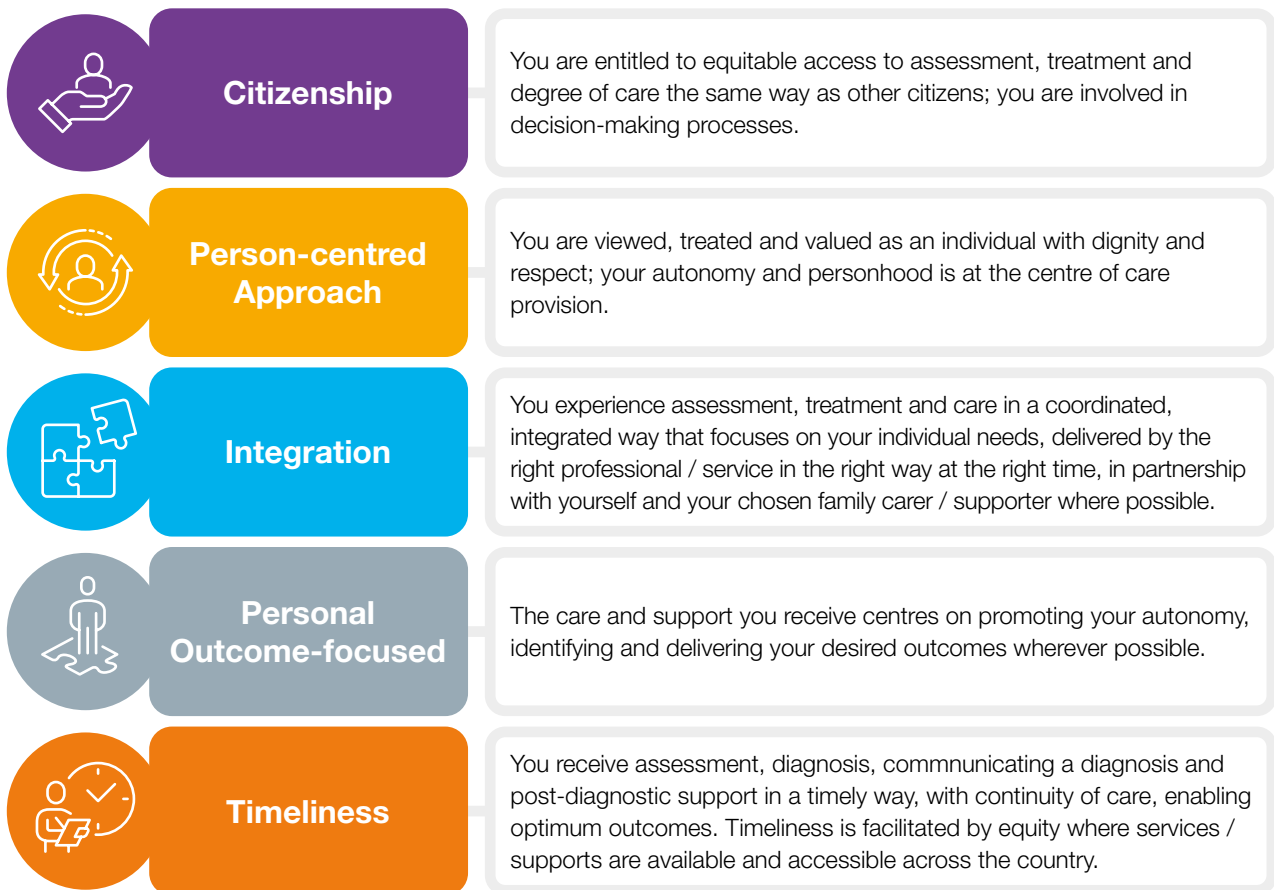 Citizenship
You are entitled to equitable access to assessment, treatment and
degree of care the same way as other citizens; you are involved in
decision-making processes.
Person-centred
Approach
You are viewed, treated and valued as an individual with dignity and
respect; your autonomy and personhood is at the centre of care
provision.
Integration
You experience assessment, treatment and care in a coordinated,
integrated way that focuses on your individual needs, delivered by the
right professional / service in the right way at the right time, in partnership
with yourself and your chosen family carer / supporter where possible.
Personal
Outcome-focused
The care and support you receive centres on promoting your autonomy,
identifying and delivering your desired outcomes wherever possible.
Timeliness
You receive assessment, diagnosis, commnunicating a diagnosis and
post-diagnostic support in a timely way, with continuity of care, enabling
optimum outcomes. Timeliness is facilitated by equity where services /
supports are available and accessible across the country.